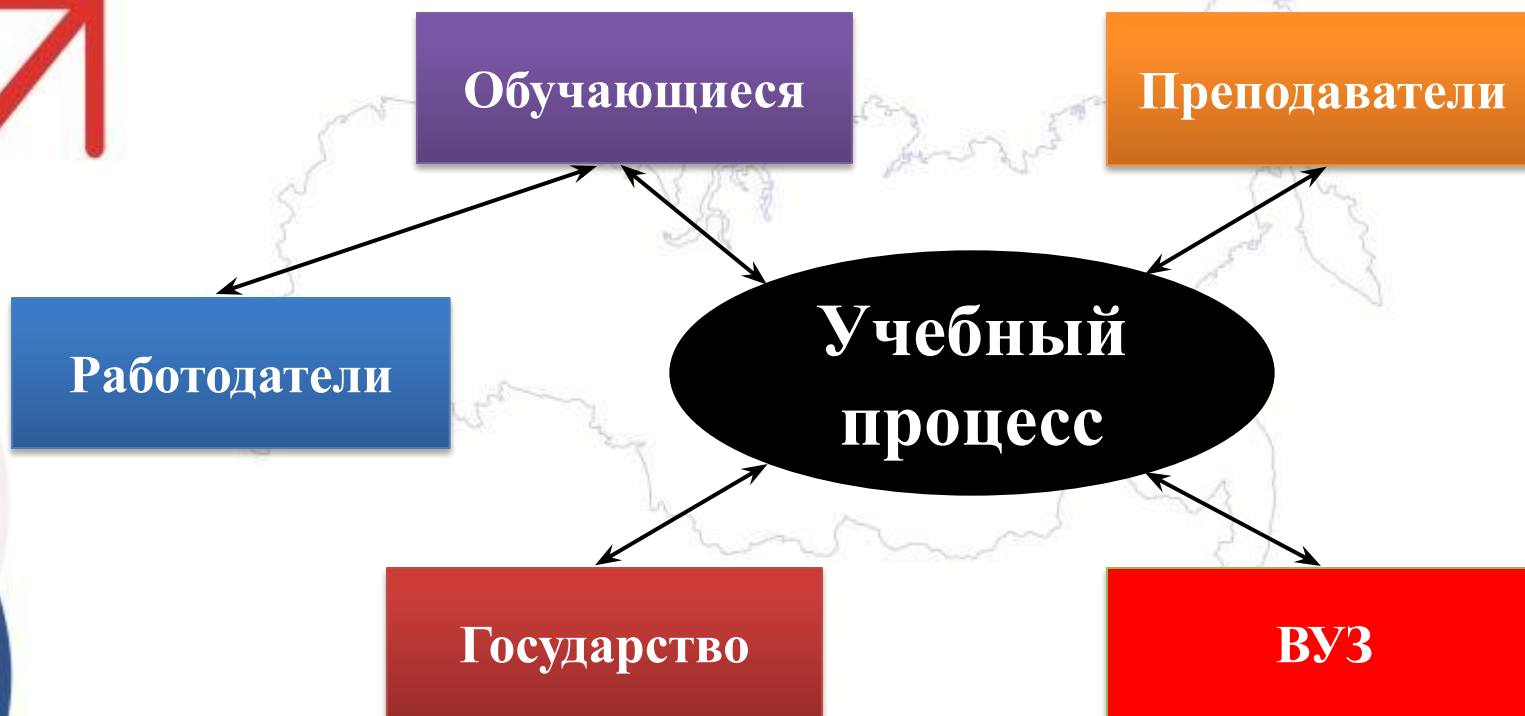 Обучающиеся
Преподаватели
Учебный
процесс
Работодатели
Государство
ВУЗ